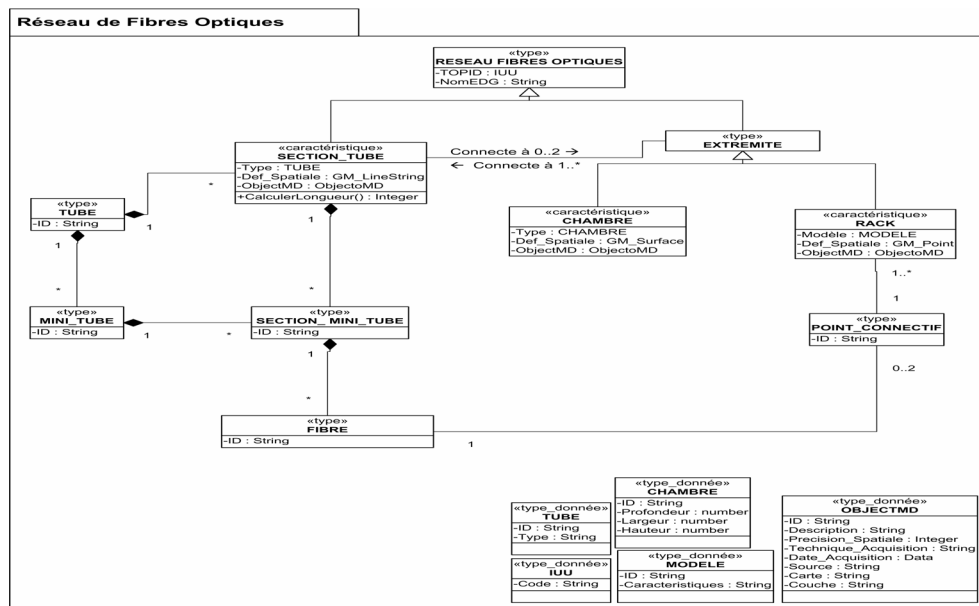 Réseau de Fibres Optiques
«type»
RESEAU FIBRES OPTIQUES
-TOPID : IUU
-NomEDG : String
«caractéristique»
SECTION_TUBE
-Type : TUBE
-Def_Spatiale : GM_LineString
-ObjectMD : ObjectoMD
+CalculerLongueur() : Integer
Connecte à 0..2 →
← Connecte à 1..*
«type»
EXTREMITE
«type»
TUBE
-ID : String
*
1
1
1
«caractéristique»
CHAMBRE
-Type : CHAMBRE
-Def_Spatiale : GM_Surface
-ObjectMD : ObjectoMD
«caractéristique»
RACK
-Modèle : MODELE
-Def_Spatiale : GM_Point
-ObjectMD : ObjectoMD
1..*
1
*
*
«type»
MINI_TUBE
-ID : String
1
*
«type»
SECTION_ MINI_TUBE
-ID : String
1
«type»
POINT_CONNECTIF
-ID : String
0..2
*
«type»
FIBRE
-ID : String
1
«type_donnée»
TUBE
-ID : String
-Type : String
«type_donnée»
CHAMBRE
-ID : String
-Profondeur : number
-Largeur : number
-Hauteur : number
«type_donnée»
OBJECTMD
-ID : String
-Description : String
-Precision_Spatiale : Integer
-Technique_Acquisition : String
-Date_Acquisition : Data
-Source : String
-Carte : String
-Couche : String
«type_donnée»
IUU
-Code : String
«type_donnée»
MODELE
-ID : String
-Caracteristiques : String